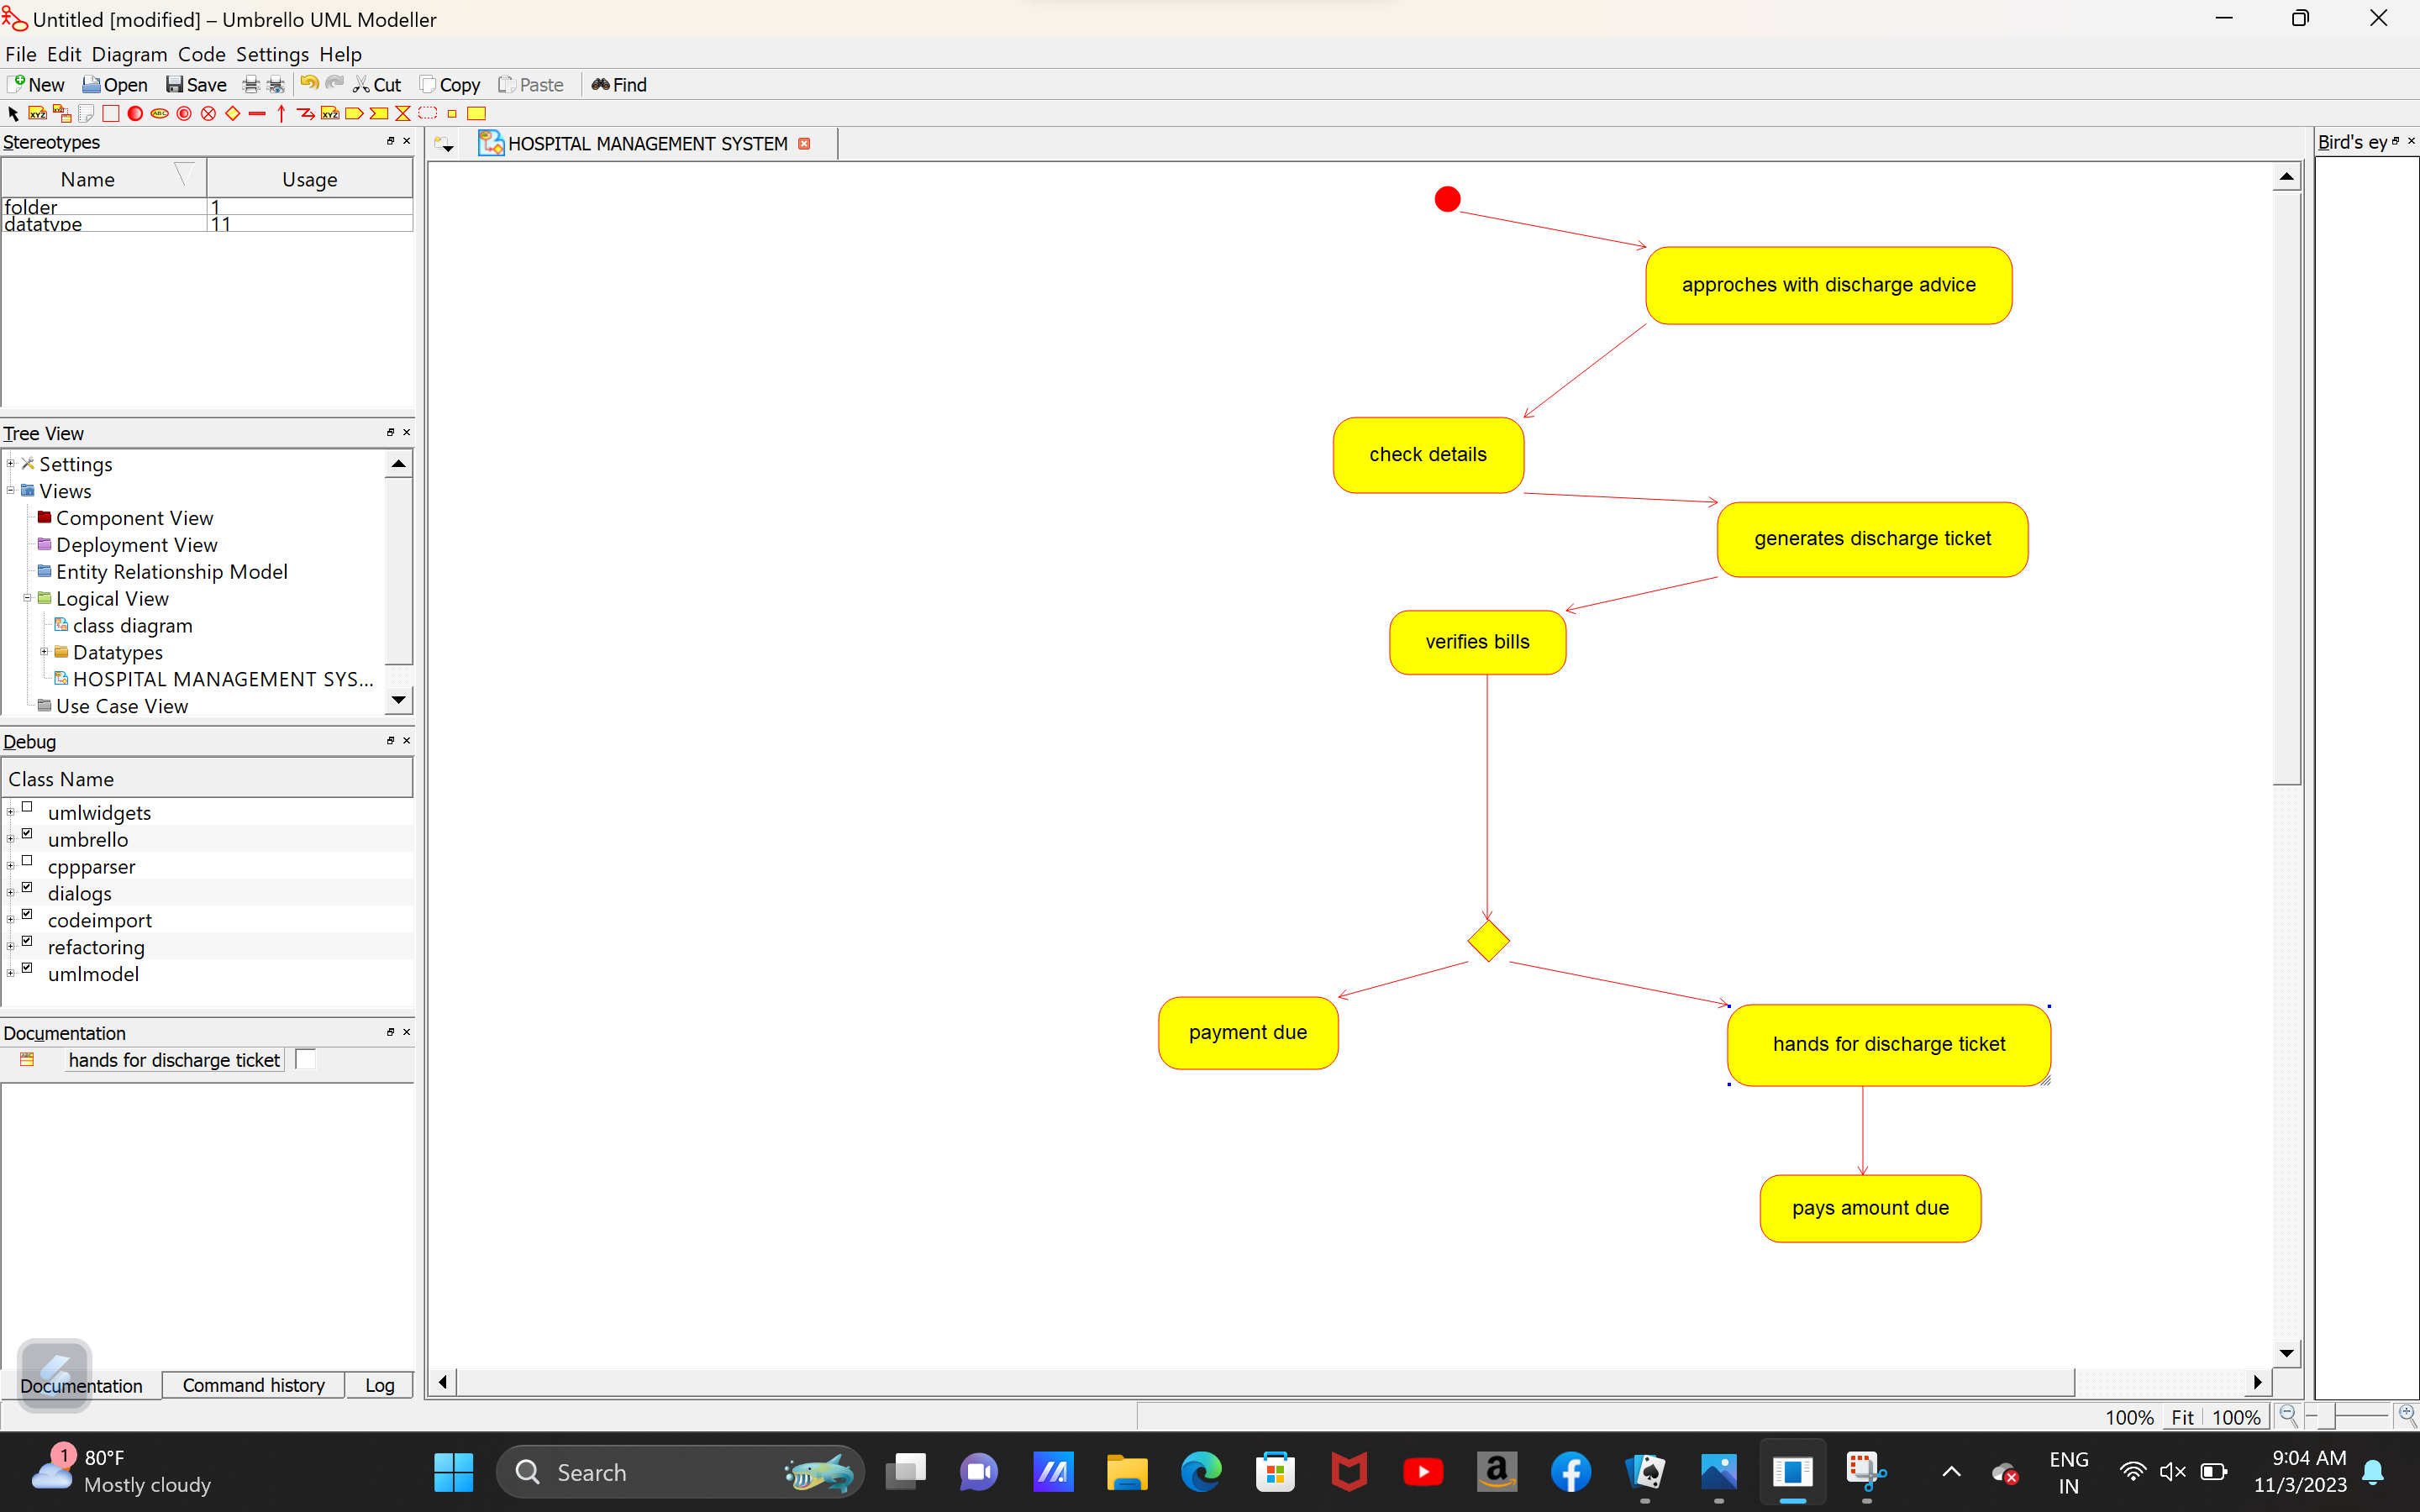 Untitled [modified] – Umbrello UML Modeller
File Edit Diagram Code Settings Help
New Open Save Cut Copy Paste Find
Stereotypes
Name Usage
folder 1
datatype 11
Tree View
Settings
Views
Component View
Deployment View
Entity Relationship Model
Logical View
class diagram
Datatypes
HOSPITAL MANAGEMENT SYS...
Use Case View
Debug
Class Name
umlwidgets
umbrello
cppparser
dialogs
codeimport
refactoring
umlmodel
Documentation
hands for discharge ticket
Documentation Command history Log
HOSPITAL MANAGEMENT SYSTEM
approches with discharge advice
check details
generates discharge ticket
verifies bills
payment due
hands for discharge ticket
pays amount due
Bird's ey
100% Fit 100%
1
80°F
Mostly cloudy
Search
ENG
IN
9:04 AM
11/3/2023